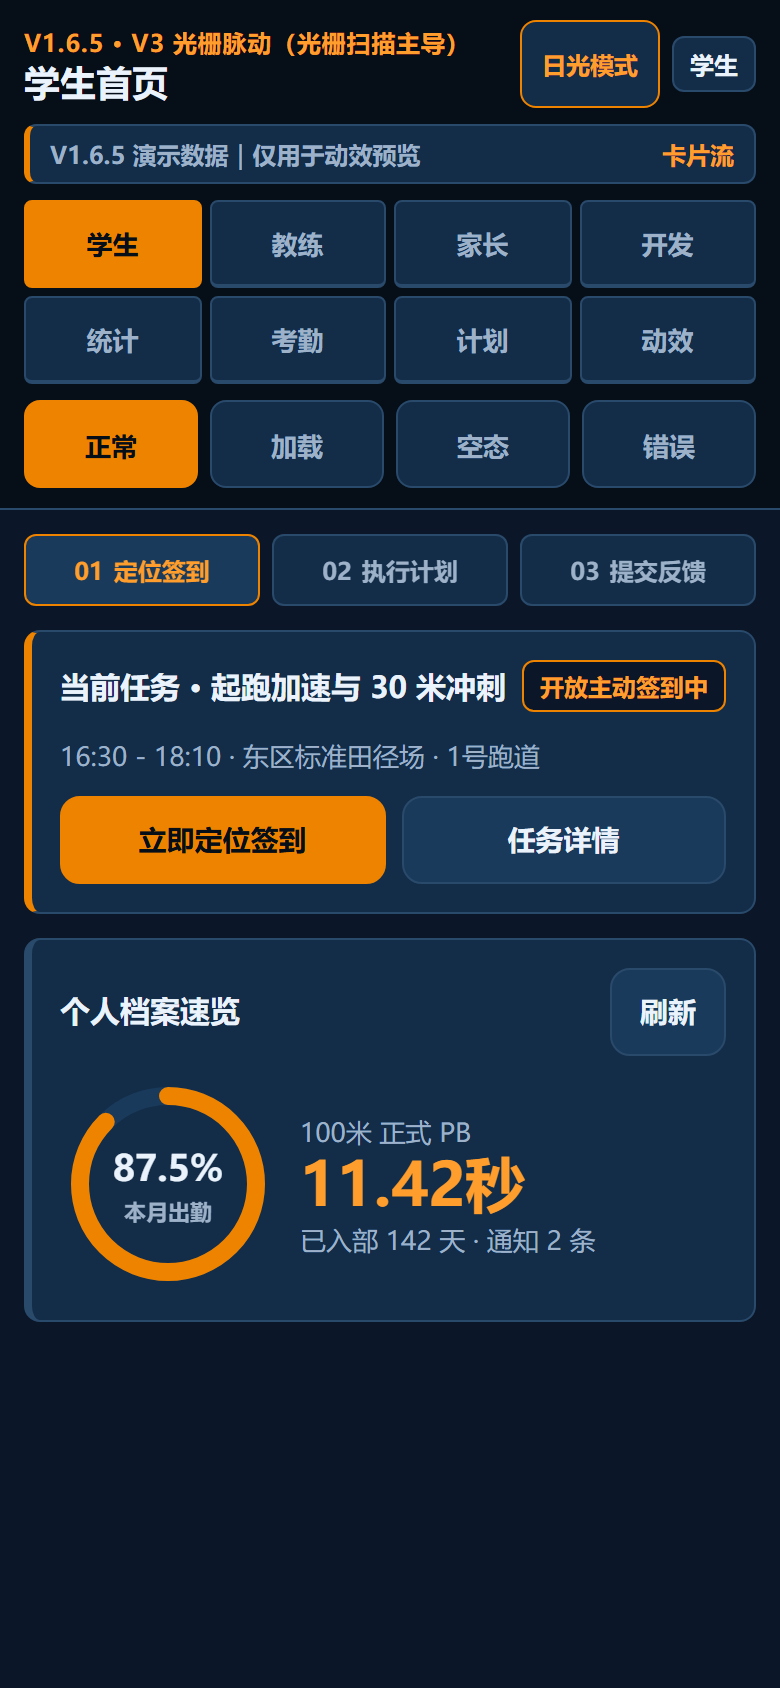 V1.6.5 · V3 光栅脉动（光栅扫描主导）
学生首页
日光模式
学生
V1.6.5 演示数据 | 仅用于动效预览
卡片流
学生
教练
家长
开发
统计
考勤
计划
动效
正常
加载
空态
错误
01 定位签到
02 执行计划
03 提交反馈
当前任务 · 起跑加速与 30 米冲刺
开放主动签到中
16:30 - 18:10 · 东区标准田径场 · 1号跑道
立即定位签到
任务详情
个人档案速览
刷新
87.5%
本月出勤
100米 正式 PB
11.42秒
已入部 142 天 · 通知 2 条